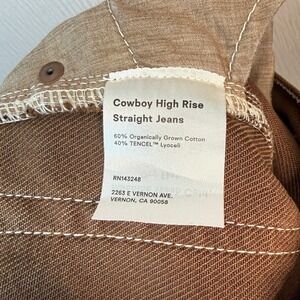 Cowboy High Rise
Straight Jeans
60% Organically Grown Cotton
40% TENCEL™ Lyocell
RN143248
2263 E VERNON AVE.
VERNON, CA 90058